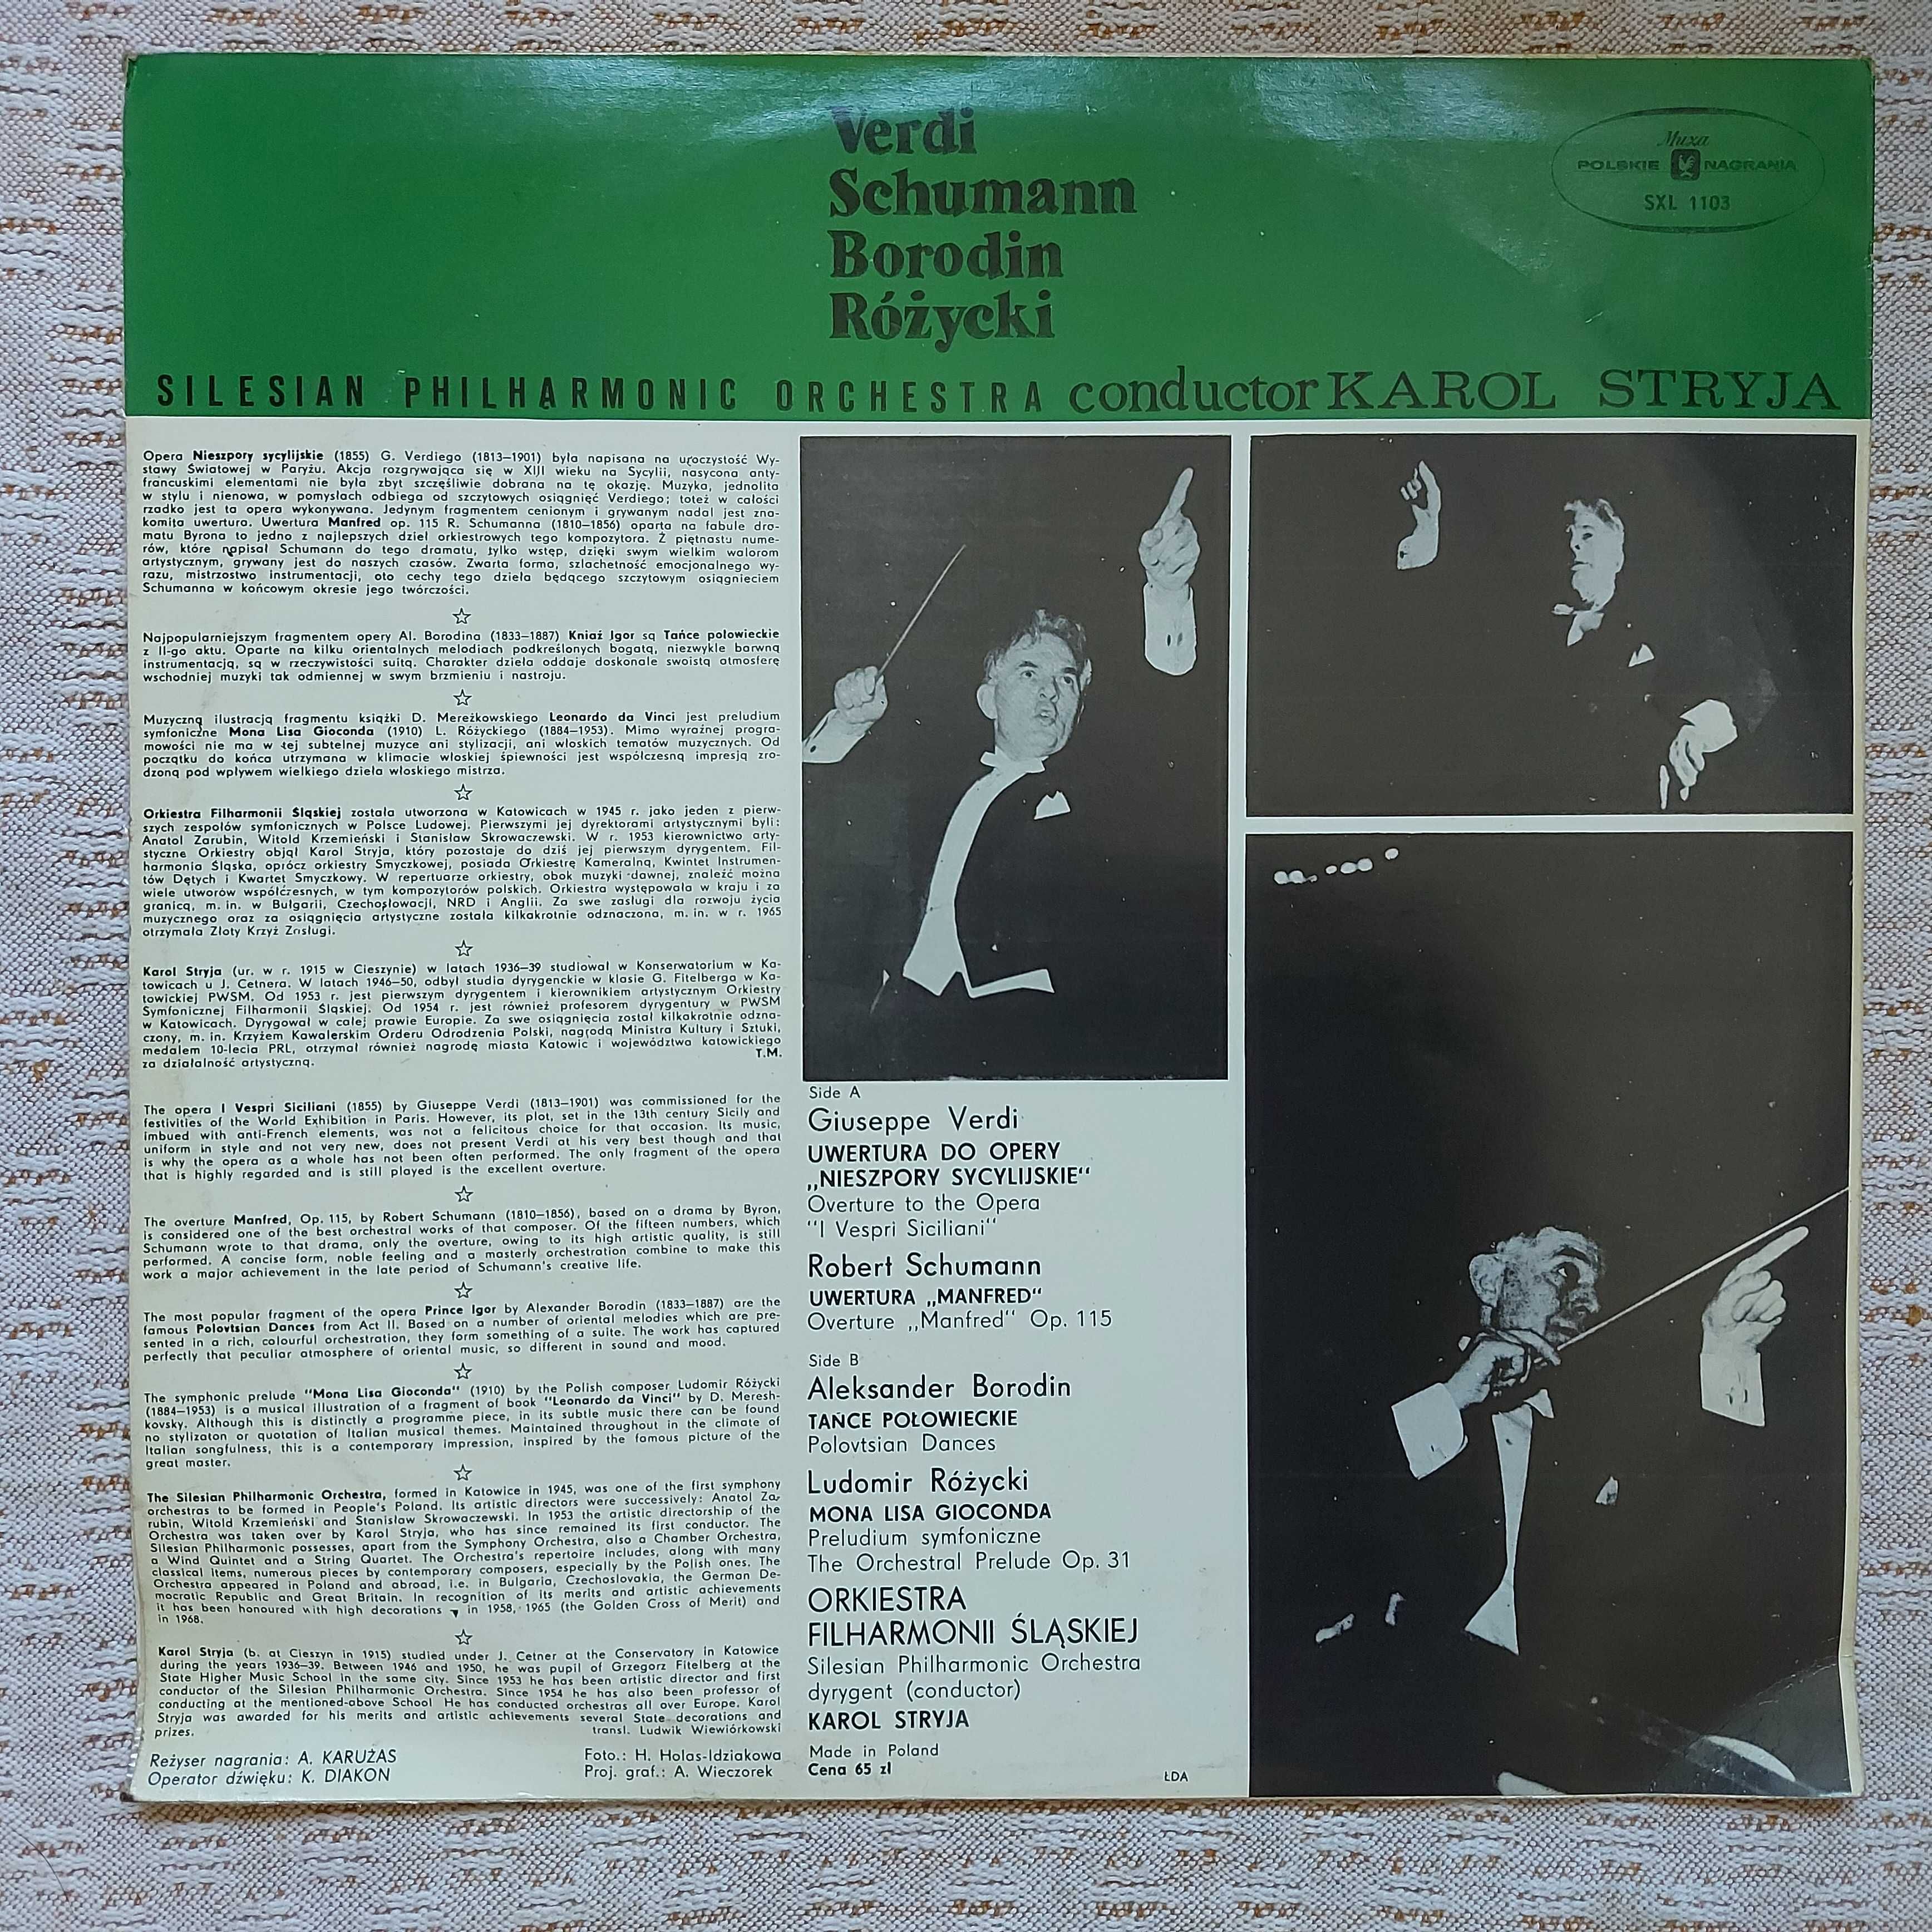 Verdi
Schumann
Borodin
Różycki
Muza
POLSKIE NAGRANIA
SXL 1103
SILESIAN PHILHARMONIC ORCHESTRA conductor KAROL STRYJA
Opera Nieszpory sycylijskie (1855) G. Verdiego (1813–1901) była napisana na uroczystość Wy-
stawy Światowej w Paryżu. Akcja rozgrywająca się w XIII wieku na Sycylii, nasycona anty-
francuskimi elementami nie była zbyt szczęśliwie dobrana na tę okazję. Muzyka, jednolita
w stylu i nienowa, w pomysłach odbiega od szczytowych osiągnięć Verdiego; toteż w całości
rzadko jest ta opera wykonywana. Jedynym fragmentem cenionym i grywanym nadal jest zna-
komita uwertura. Uwertura Manfred op. 115 R. Schumanna (1810–1856) oparta na fabule dra-
matu Byrona to jedno z najlepszych dzieł orkiestrowych tego kompozytora. Z piętnastu nume-
rów, które napisał Schumann do tego dramatu, tylko wstęp, dzięki swym wielkim walorom
artystycznym, grywany jest do naszych czasów. Zwarta forma, szlachetność emocjonalnego wy-
razu, mistrzostwo instrumentacji, oto cechy tego dzieła będącego szczytowym osiągnieciem
Schumanna w końcowym okresie jego twórczości.
☆
Najpopularniejszym fragmentem opery Al. Borodina (1833–1887) Kniaź Igor są Tańce połowieckie
z II-go aktu. Oparte na kilku orientalnych melodiach podkreślonych bogatą, niezwykle barwną
instrumentacją, są w rzeczywistości suitą. Charakter dzieła oddaje doskonale swoistą atmosferę
wschodniej muzyki tak odmiennej w swym brzmieniu i nastroju.
☆
Muzyczną ilustracją fragmentu książki D. Mereżkowskiego Leonardo da Vinci jest preludium
symfoniczne Mona Lisa Gioconda (1910) L. Różyckiego (1884–1953). Mimo wyraźnej progra-
mowości nie ma w tej subtelnej muzyce ani stylizacji, ani włoskich tematów muzycznych. Od
początku do końca utrzymana w klimacie włoskiej śpiewności jest współczesną impresją zro-
dzoną pod wpływem wielkiego dzieła włoskiego mistrza.
☆
Orkiestra Filharmonii Śląskiej została utworzona w Katowicach w 1945 r. jako jeden z pierw-
szych zespołów symfonicznych w Polsce Ludowej. Pierwszymi jej dyrektorami artystycznymi byli:
Anatol Zarubin, Witold Krzemieński i Stanisław Skrowaczewski. W r. 1953 kierownictwo arty-
styczne Orkiestry objął Karol Stryja, który pozostaje do dziś jej pierwszym dyrygentem. Fil-
harmonia Śląska, oprócz orkiestry Smyczkowej, posiada Orkiestrę Kameralną, Kwintet Instrumen-
tów Dętych i Kwartet Smyczkowy. W repertuarze orkiestry, obok muzyki dawnej, znaleźć można
wiele utworów współczesnych, w tym kompozytorów polskich. Orkiestra występowała w kraju i za
granicą, m. in. w Bułgarii, Czechosłowacji, NRD i Anglii. Za swe zasługi dla rozwoju życia
muzycznego oraz za osiągnięcia artystyczne została kilkakrotnie odznaczona, m. in. w r. 1965
otrzymała Złoty Krzyż Zasługi.
☆
Karol Stryja (ur. w r. 1915 w Cieszynie) w latach 1936–39 studiował w Konserwatorium w Ka-
towicach u J. Cetnera. W latach 1946–50, odbył studia dyrygenckie w klasie G. Fitelberga w Ka-
towickiej PWSM. Od 1953 r. jest pierwszym dyrygentem i kierownikiem artystycznym Orkiestry
Symfonicznej Filharmonii Śląskiej. Od 1954 r. jest również profesorem dyrygentury w PWSM
w Katowicach. Dyrygował w całej prawie Europie. Za swe osiągnięcia został kilkakrotnie odzna-
czony, m. in. Krzyżem Kawalerskim Orderu Odrodzenia Polski, nagrodą Ministra Kultury i Sztuki,
medalem 10-lecia PRL, otrzymał również nagrodę miasta Katowic i województwa katowickiego
za działalność artystyczną. T.M.
The opera I Vespri Siciliani (1855) by Giuseppe Verdi (1813–1901) was commissioned for the
festivities of the World Exhibition in Paris. However, its plot, set in the 13th century Sicily and
imbued with anti-French elements, was not a felicitous choice for that occasion. Its music,
uniform in style and not very new, does not present Verdi at his very best though and that
is why the opera as a whole has not been often performed. The only fragment of the opera
that is highly regarded and is still played is the excellent overture.
☆
The overture Manfred, Op. 115, by Robert Schumann (1810–1856), based on a drama by Byron,
is considered one of the best orchestral works of that composer. Of the fifteen numbers, which
Schumann wrote to that drama, only the overture, owing to its high artistic quality, is still
performed. A concise form, noble feeling and a masterly orchestration combine to make this
work a major achievement in the late period of Schumann's creative life.
☆
The most popular fragment of the opera Prince Igor by Alexander Borodin (1833–1887) are the
famous Polovtsian Dances from Act II. Based on a number of oriental melodies which are pre-
sented in a rich, colourful orchestration, they form something of a suite. The work has captured
perfectly that peculiar atmosphere of oriental music, so different in sound and mood.
☆
The symphonic prelude "Mona Lisa Gioconda" (1910) by the Polish composer Ludomir Różycki
(1884–1953) is a musical illustration of a fragment of book "Leonardo da Vinci" by D. Meresh-
kovsky. Although this is distinctly a programme piece, in its subtle music there can be found
no stylizaton or quotation of Italian musical themes. Maintained throughout in the climate of
Italian songfulness, this is a contemporary impression, inspired by the famous picture of the
great master.
☆
The Silesian Philharmonic Orchestra, formed in Katowice in 1945, was one of the first symphony
orchestras to be formed in People's Poland. Its artistic directors were successively: Anatol Za-
rubin, Witold Krzemieński and Stanisław Skrowaczewski. In 1953 the artistic directorship of the
Orchestra was taken over by Karol Stryja, who has since remained its first conductor. The
Silesian Philharmonic possesses, apart from the Symphony Orchestra, also a Chamber Orchestra,
a Wind Quintet and a String Quartet. The Orchestra's repertoire includes, along with many
classical items, numerous pieces by contemporary composers, especially by the Polish ones. The
Orchestra appeared in Poland and abroad, i.e. in Bulgaria, Czechoslovakia, the German De-
mocratic Republic and Great Britain. In recognition of its merits and artistic achievements
it has been honoured with high decorations in 1958, 1965 (the Golden Cross of Merit) and
in 1968.
☆
Karol Stryja (b. at Cieszyn in 1915) studied under J. Cetner at the Conservatory in Katowice
during the years 1936–39. Between 1946 and 1950, he was pupil of Grzegorz Fitelberg at the
State Higher Music School in the same city. Since 1953 he has been artistic director and first
conductor of the Silesian Philharmonic Orchestra. Since 1954 he has also been professor of
conducting at the mentioned-above School He has conducted orchestras all over Europe. Karol
Stryja was awarded for his merits and artistic achievements several State decorations and
prizes. transl. Ludwik Wiewiórkowski
Reżyser nagrania: A. KARUŻAS
Operator dźwięku: K. DIAKON
Foto.: H. Holas-Idziakowa
Proj. graf.: A. Wieczorek
Side A
Giuseppe Verdi
UWERTURA DO OPERY
„NIESZPORY SYCYLIJSKIE"
Overture to the Opera
"I Vespri Siciliani"
Robert Schumann
UWERTURA „MANFRED"
Overture „Manfred" Op. 115
Side B
Aleksander Borodin
TAŃCE POŁOWIECKIE
Polovtsian Dances
Ludomir Różycki
MONA LISA GIOCONDA
Preludium symfoniczne
The Orchestral Prelude Op. 31
ORKIESTRA
FILHARMONII ŚLĄSKIEJ
Silesian Philharmonic Orchestra
dyrygent (conductor)
KAROL STRYJA
Made in Poland
Cena 65 zł
ŁDA